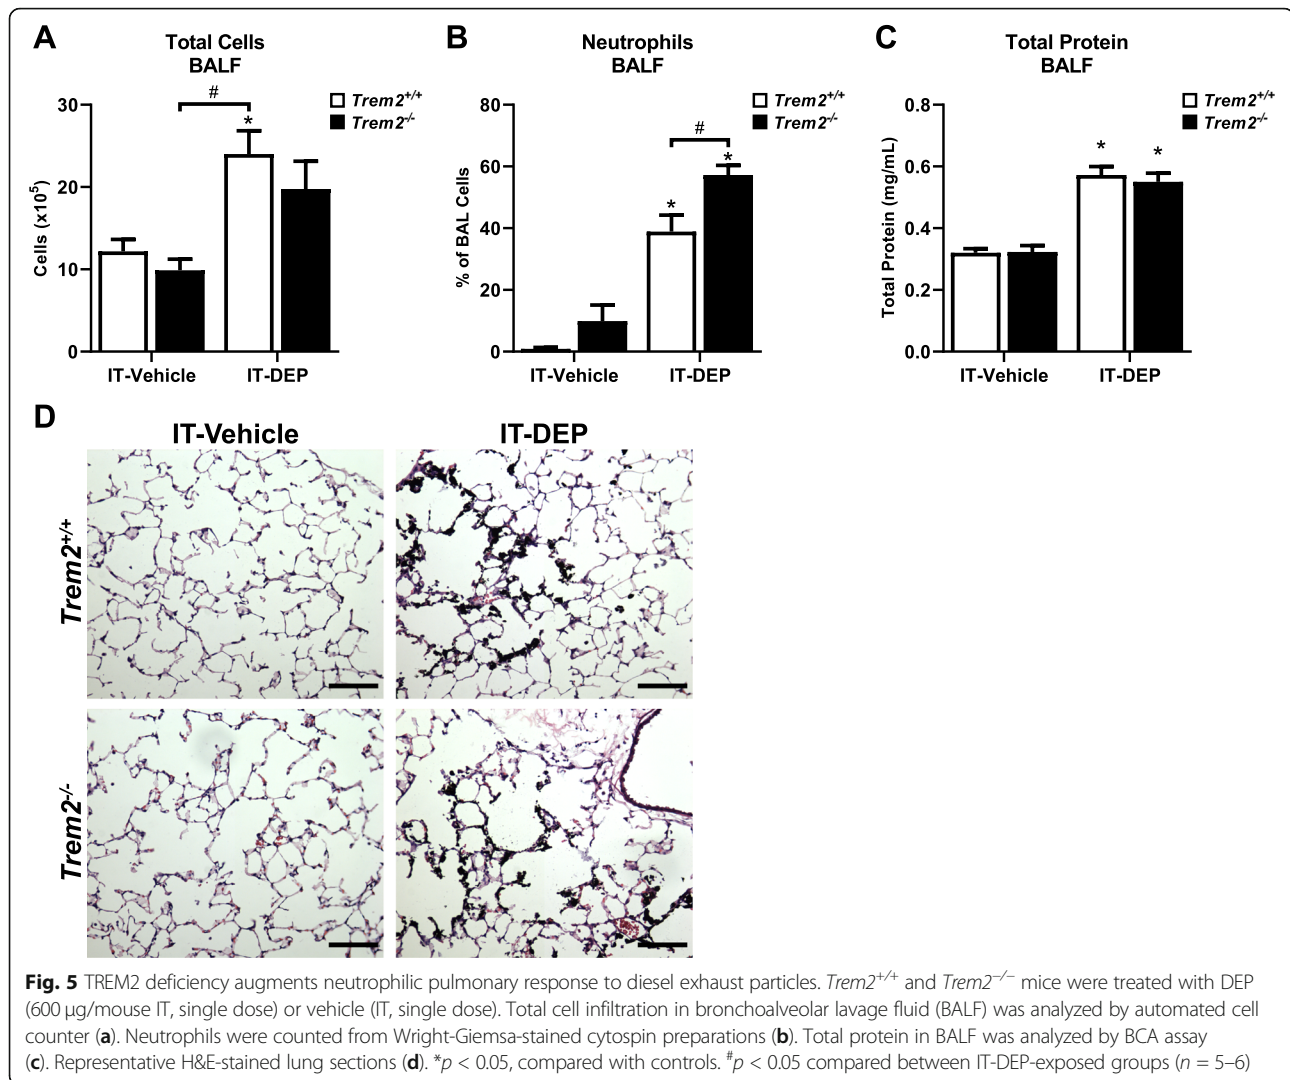 A
Total Cells
BALF
#
*
Trem2+/+
Trem2-/-
30
20
10
0
Cells (x10⁵)
IT-Vehicle
IT-DEP
B
Neutrophils
BALF
#
*
*
Trem2+/+
Trem2-/-
80
60
40
20
0
% of BAL Cells
IT-Vehicle
IT-DEP
C
Total Protein
BALF
*
*
Trem2+/+
Trem2-/-
0.8
0.6
0.4
0.2
0.0
Total Protein (mg/mL)
IT-Vehicle
IT-DEP
D
IT-Vehicle
IT-DEP
Trem2+/+
Trem2-/-
Fig. 5 TREM2 deficiency augments neutrophilic pulmonary response to diesel exhaust particles. Trem2+/+ and Trem2−/− mice were treated with DEP
(600 μg/mouse IT, single dose) or vehicle (IT, single dose). Total cell infiltration in bronchoalveolar lavage fluid (BALF) was analyzed by automated cell
counter (a). Neutrophils were counted from Wright-Giemsa-stained cytospin preparations (b). Total protein in BALF was analyzed by BCA assay
(c). Representative H&E-stained lung sections (d). *p < 0.05, compared with controls. #p < 0.05 compared between IT-DEP-exposed groups (n = 5–6)